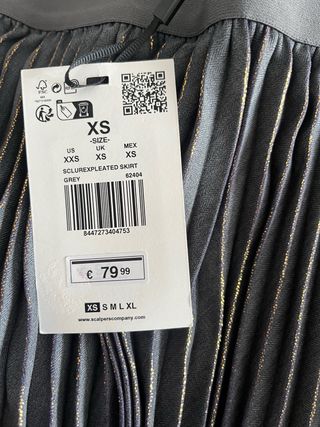 XS
-SIZE-
US UK MEX
XXS XS XS
SCLUREXPLEATED SKIRT
GREY 62404
8447273404753
€ 79.99
XS S M L XL
www.scalperscompany.com